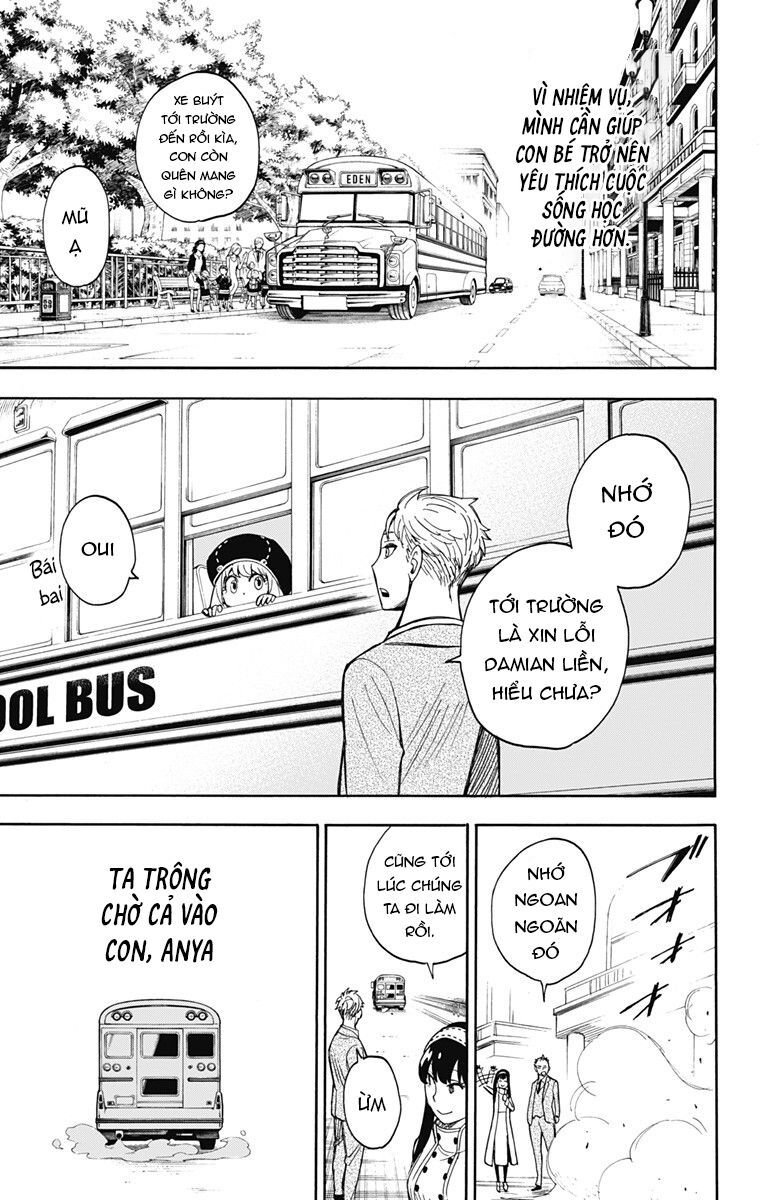 VÌ NHIỆM VỤ,
MÌNH CẦN GIÚP
CON BÉ TRỞ NÊN
YÊU THÍCH CUỘC
SỐNG HỌC
ĐƯỜNG HƠN.
XE BUÝT
TỚI TRƯỜNG
ĐẾN RỒI KÌA,
CON CÒN
QUÊN MANG
GÌ KHÔNG?
EDEN
MŨ
Ạ
NHỚ
ĐÓ
TỚI TRƯỜNG
LÀ XIN LỖI
DAMIAN LIỀN,
HIỂU CHƯA?
OUI
Bái
bai
OOL BUS
NHỚ
NGOAN
NGOÃN
ĐÓ
CŨNG TỚI
LÚC CHÚNG
TA ĐI LÀM
RỒI.
ỪM
TA TRÔNG
CHỜ CẢ VÀO
CON, ANYA